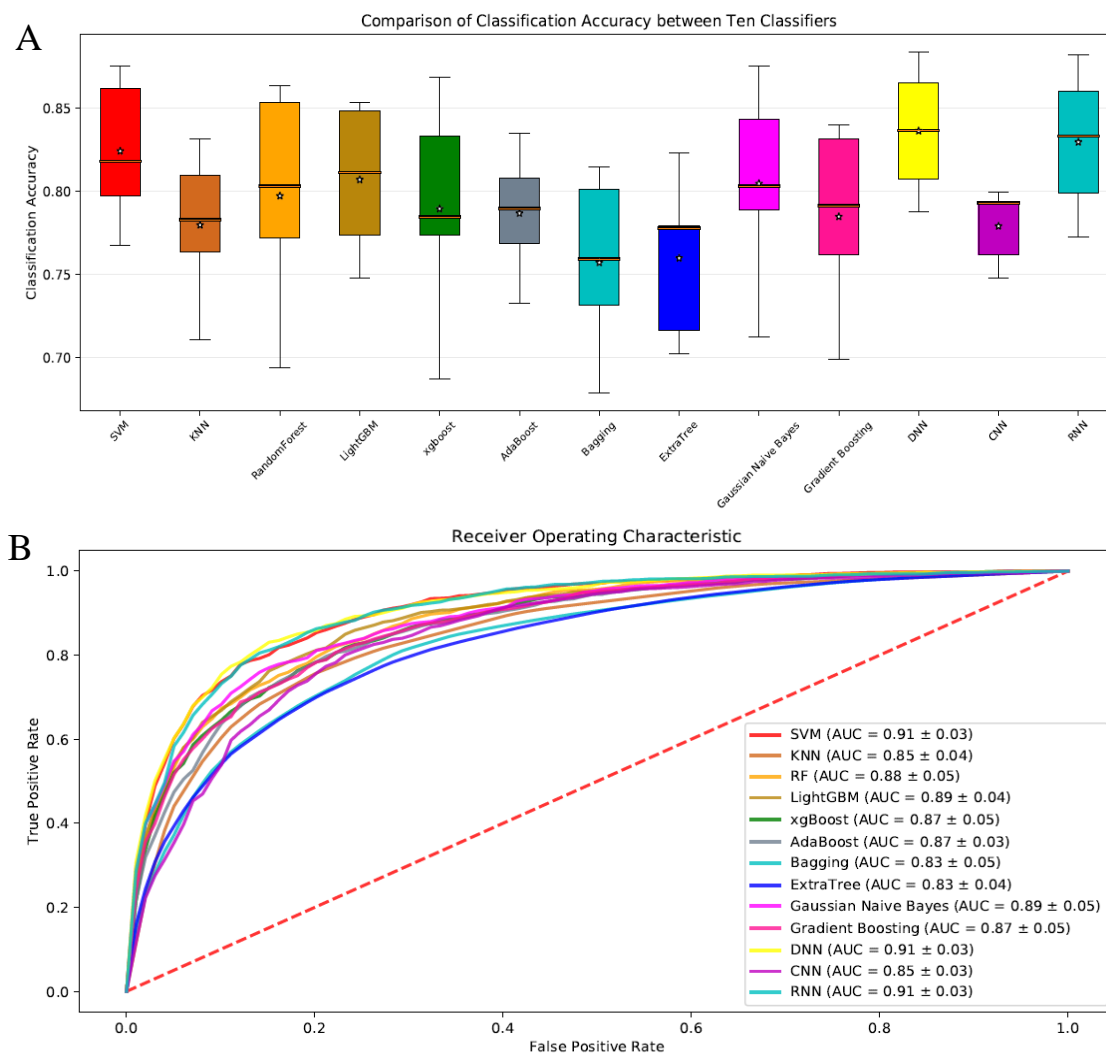 A
Comparison of Classification Accuracy between Ten Classifiers
Classification Accuracy
0.85
0.80
0.75
0.70
SVM
KNN
RandomForest
LightGBM
xgboost
AdaBoost
Bagging
ExtraTree
Gaussian Naive Bayes
Gradient Boosting
DNN
CNN
RNN
B
Receiver Operating Characteristic
True Positive Rate
1.0
0.8
0.6
0.4
0.2
0.0
SVM (AUC = 0.91 ± 0.03)
KNN (AUC = 0.85 ± 0.04)
RF (AUC = 0.88 ± 0.05)
LightGBM (AUC = 0.89 ± 0.04)
xgBoost (AUC = 0.87 ± 0.05)
AdaBoost (AUC = 0.87 ± 0.03)
Bagging (AUC = 0.83 ± 0.05)
ExtraTree (AUC = 0.83 ± 0.04)
Gaussian Naive Bayes (AUC = 0.89 ± 0.05)
Gradient Boosting (AUC = 0.87 ± 0.05)
DNN (AUC = 0.91 ± 0.03)
CNN (AUC = 0.85 ± 0.03)
RNN (AUC = 0.91 ± 0.03)
0.0 0.2 0.4 0.6 0.8 1.0
False Positive Rate